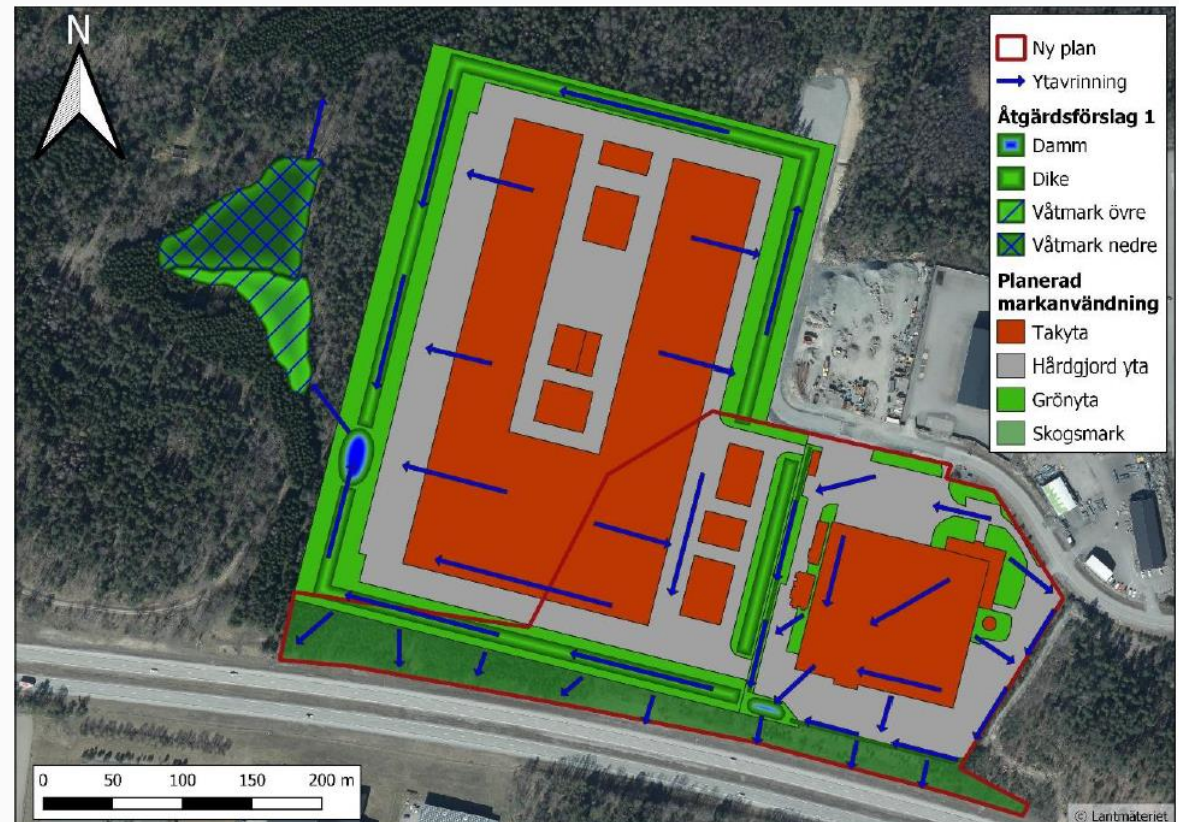 N
Ny plan
Ytavrinning
Åtgärdsförslag 1
Damm
Dike
Våtmark övre
Våtmark nedre
Planerad
markanvändning
Takyta
Hårdgjord yta
Grönyta
Skogsmark
0 50 100 150 200 m
© Lantmäteriet